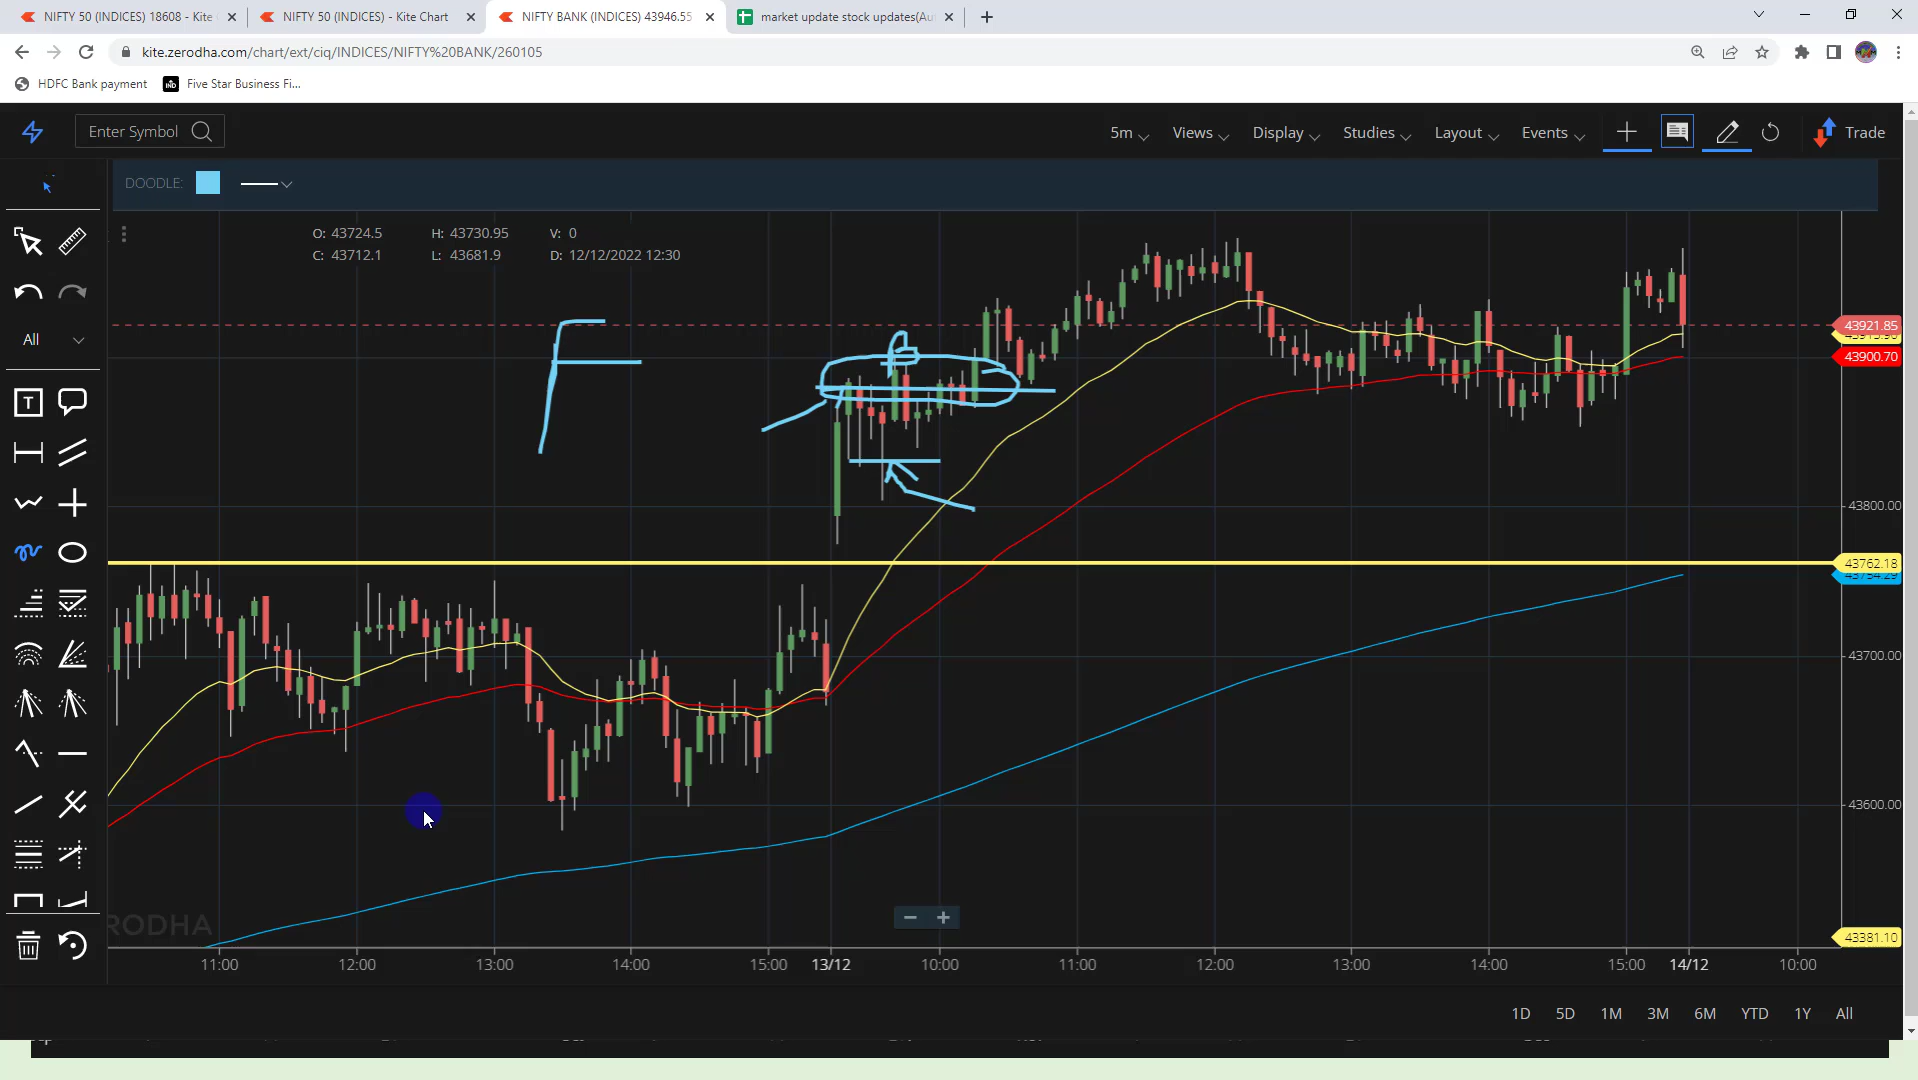 NIFTY 50 (INDICES) 18608 - Kite
NIFTY 50 (INDICES) - Kite Chart
NIFTY BANK (INDICES) 43946.55
market update stock updates(Au
kite.zerodha.com/chart/ext/ciq/INDICES/NIFTY%20BANK/260105
HDFC Bank payment
IND
Five Star Business Fi...
Enter Symbol
5m
Views
Display
Studies
Layout
Events
Trade
DOODLE:
O: 43724.5 H: 43730.95 V: 0
C: 43712.1 L: 43681.9 D: 12/12/2022 12:30
All
T
F
43921.85
43900.70
43800.00
43762.18
43754.29
43700.00
43600.00
43381.10
RODHA
11:00 12:00 13:00 14:00 15:00 13/12 10:00 11:00 12:00 13:00 14:00 15:00 14/12 10:00
1D 5D 1M 3M 6M YTD 1Y All